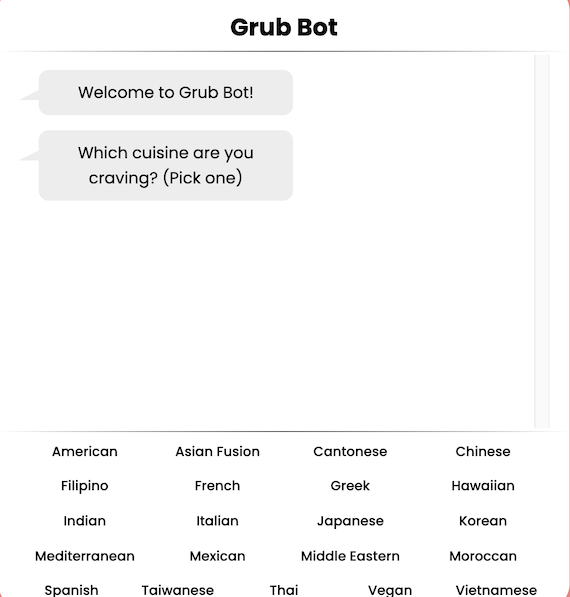 Grub Bot
Welcome to Grub Bot!
Which cuisine are you
craving? (Pick one)
American Asian Fusion Cantonese Chinese
Filipino French Greek Hawaiian
Indian Italian Japanese Korean
Mediterranean Mexican Middle Eastern Moroccan
Spanish Taiwanese Thai Vegan Vietnamese